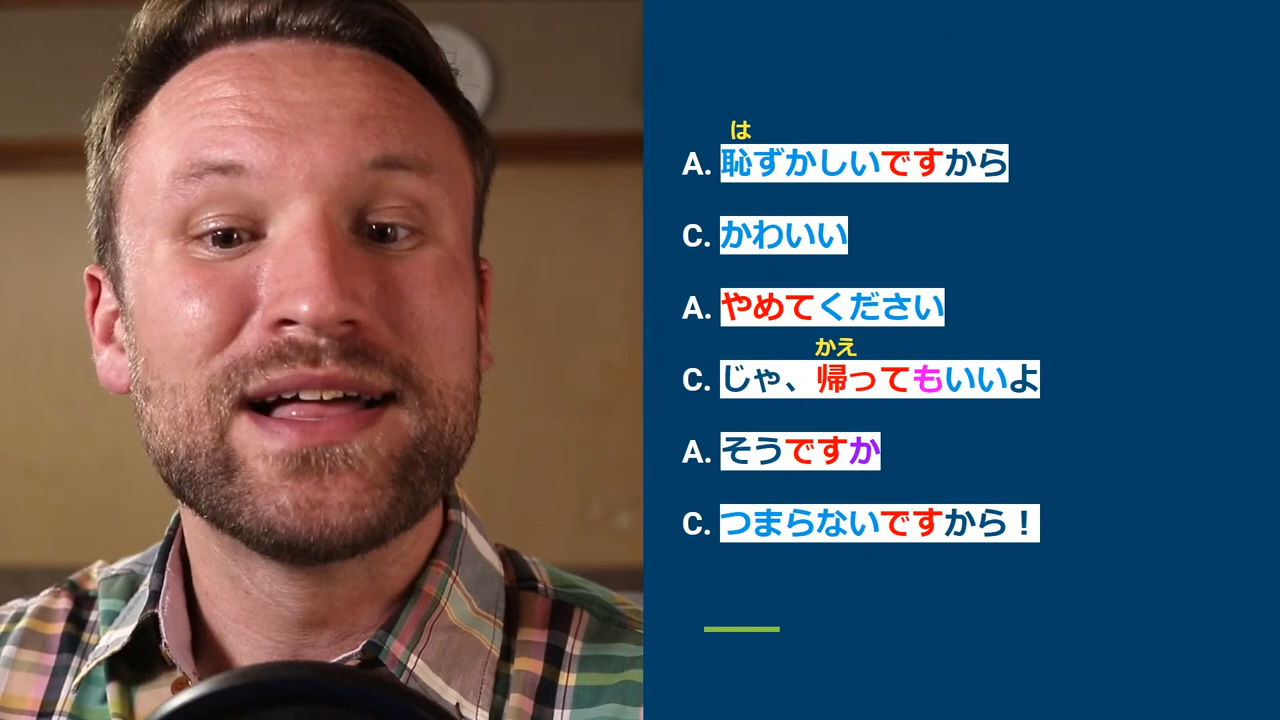 は
A. 恥ずかしいですから
C. かわいい
A. やめてください
かえ
C. じゃ、帰ってもいいよ
A. そうですか
C. つまらないですから！